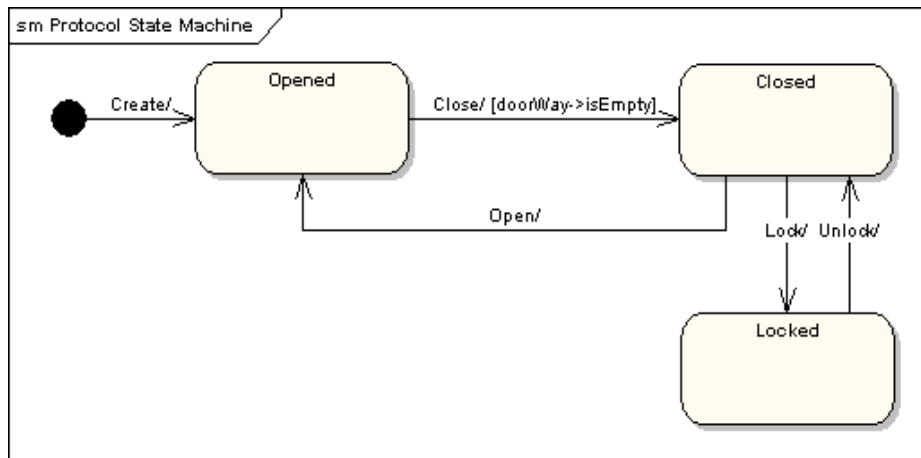 sm Protocol State Machine
Opened
Closed
Create/
Close/ [doorWay->isEmpty]
Open/
Lock/
Unlock/
Locked